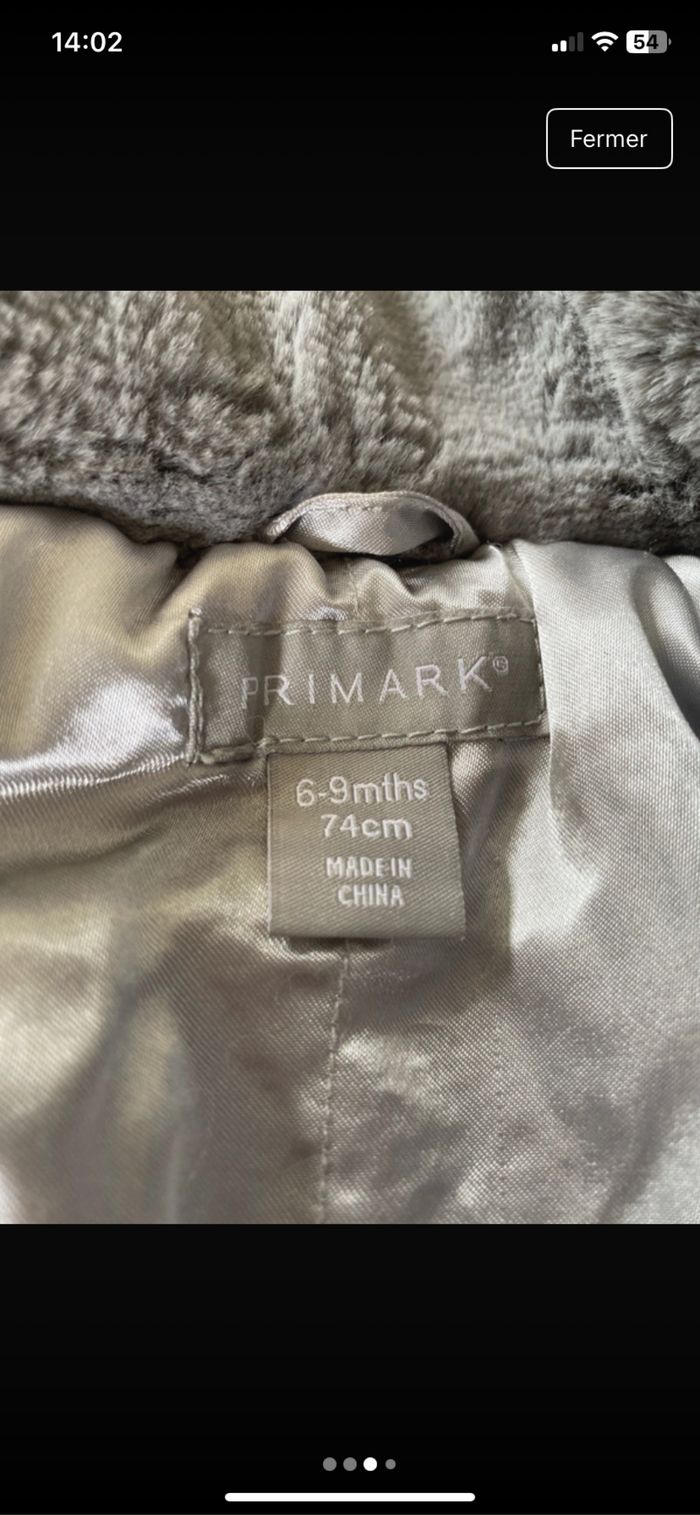 14:02
54
Fermer
PRIMARK®
6-9mths
74cm
MADE IN
CHINA